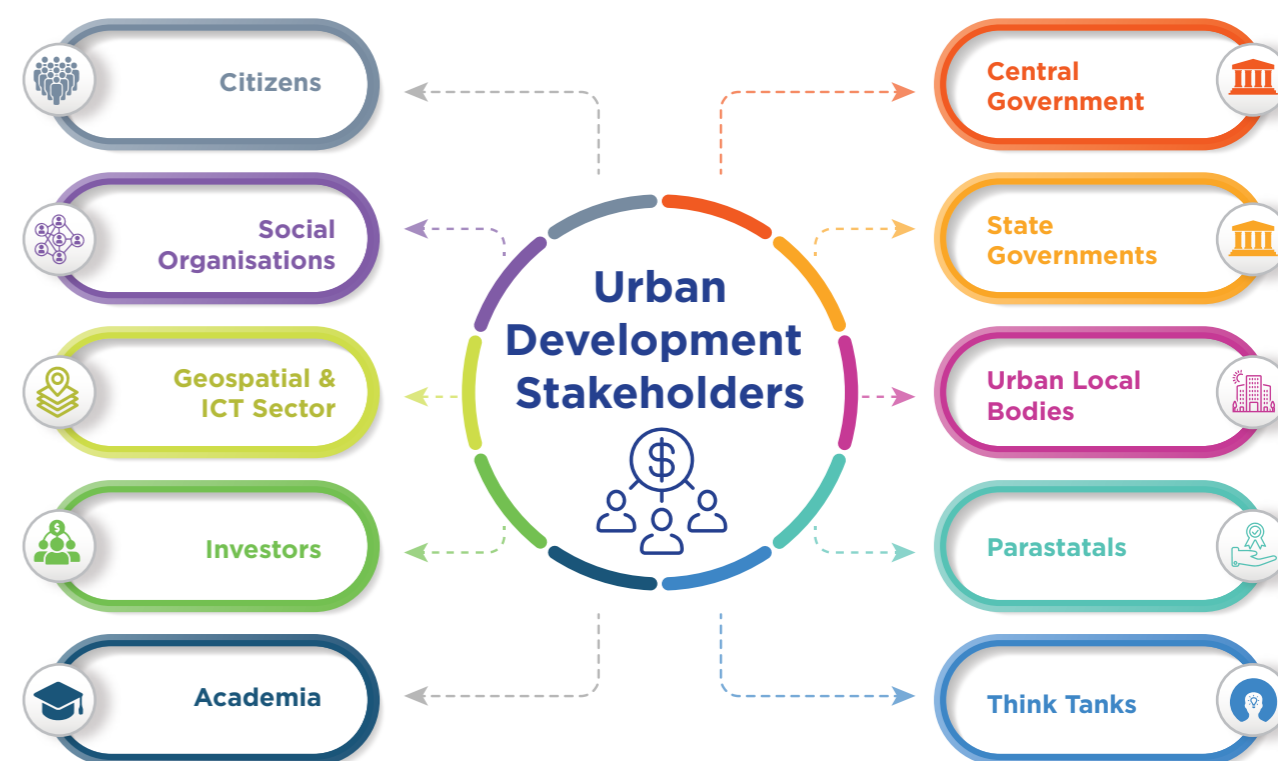 Citizens
Social
Organisations
Geospatial &
ICT Sector
Investors
Academia
Urban
Development
Stakeholders
$
$
Central
Government
State
Governments
Urban Local
Bodies
Parastatals
Think Tanks